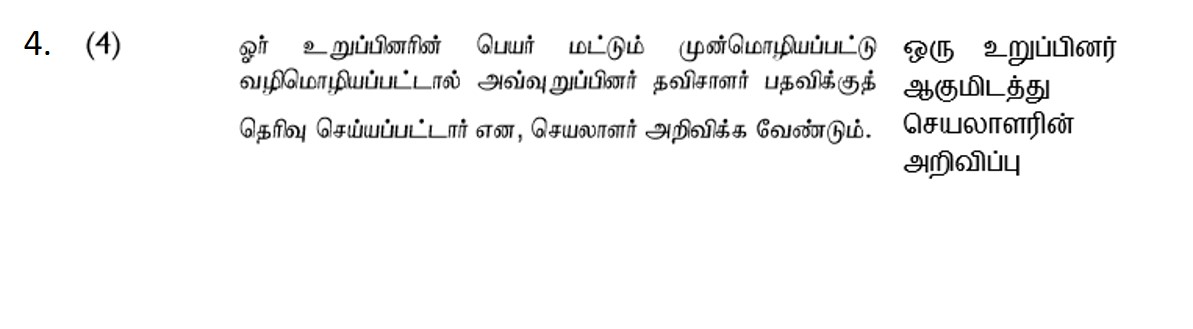 4. (4) ஓர் உறுப்பினரின் பெயர் மட்டும் முன்மொழியப்பட்டு
வழிமொழியப்பட்டால் அவ்வுறுப்பினர் தவிசாளர் பதவிக்குத்
தெரிவு செய்யப்பட்டார் என, செயலாளர் அறிவிக்க வேண்டும்.
ஒரு உறுப்பினர்
ஆகுமிடத்து
செயலாளரின்
அறிவிப்பு